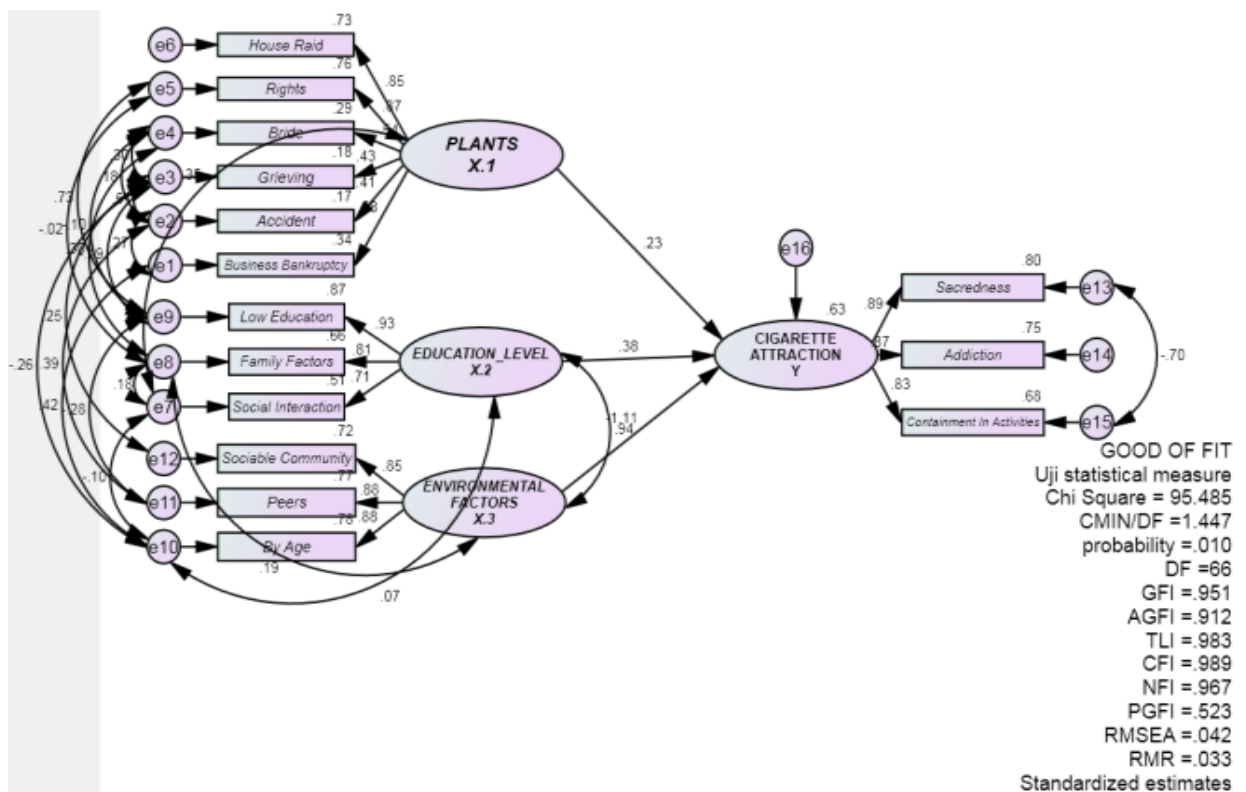 .73
e6
House Raid
.85
.76
e5
Rights
.87
.29
e4
Bride
.18
.43
e3
Grieving
.41
.17
e2
Accident
.34
e1
Business Bankruptcy
PLANTS
X.1
.23
.87
e9
Low Education
.93
.66
e8
Family Factors
.81
.51
.71
e7
Social Interaction
EDUCATION_LEVEL
X.2
.38
.72
e12
Sociable Community
.85
.77
e11
Peers
.88
.78
.88
e10
By Age
ENVIRONMENTAL
FACTORS
X.3
-1.11
.94
.73
-.02
.25
-.26
.39
.42
-.28
.18
-.10
.19
.07
e16
.63
CIGARETTE
ATTRACTION
Y
.89
.80
Sacredness
e13
.87
.75
Addiction
e14
.83
.68
Containment In Activities
e15
-.70
GOOD OF FIT
Uji statistical measure
Chi Square = 95.485
CMIN/DF =1.447
probability =.010
DF =66
GFI =.951
AGFI =.912
TLI =.983
CFI =.989
NFI =.967
PGFI =.523
RMSEA =.042
RMR =.033
Standardized estimates